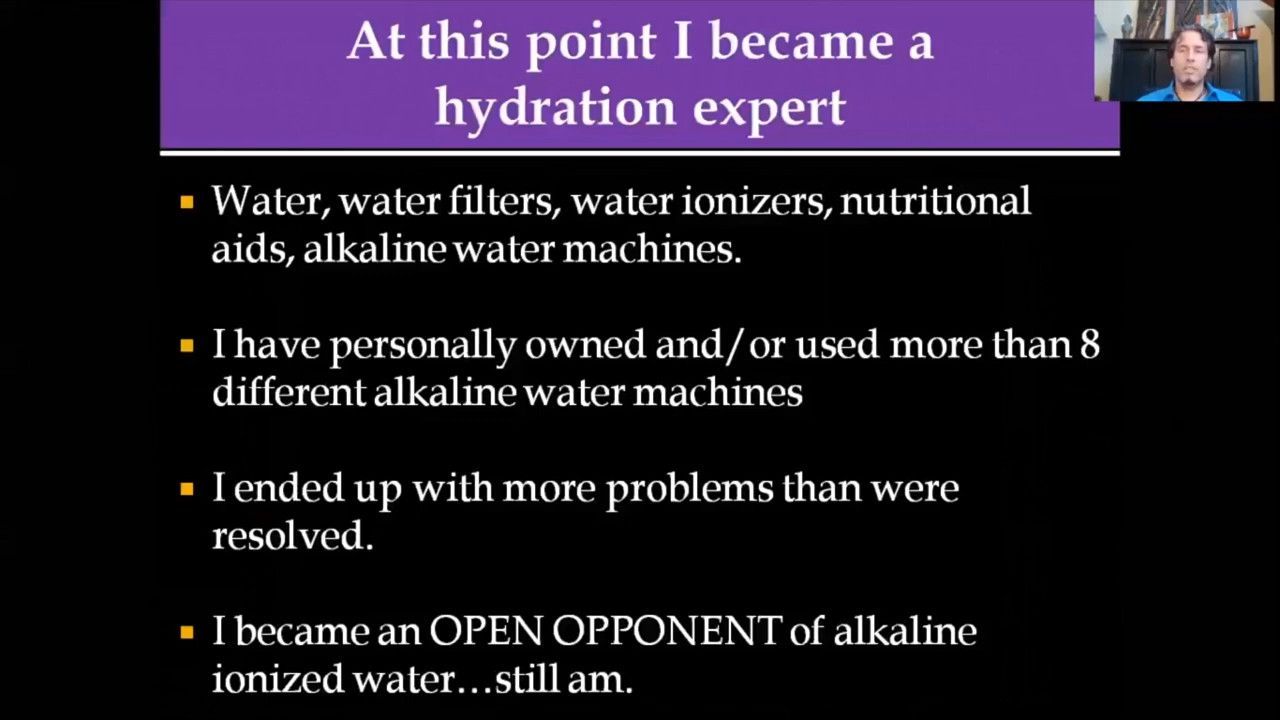 At this point I became a
hydration expert
Water, water filters, water ionizers, nutritional
aids, alkaline water machines.
I have personally owned and/or used more than 8
different alkaline water machines
I ended up with more problems than were
resolved.
I became an OPEN OPPONENT of alkaline
ionized water...still am.